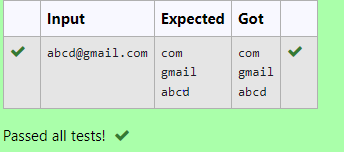 Input Expected Got
abcd@gmail.com com com
gmail gmail
abcd abcd
Passed all tests!